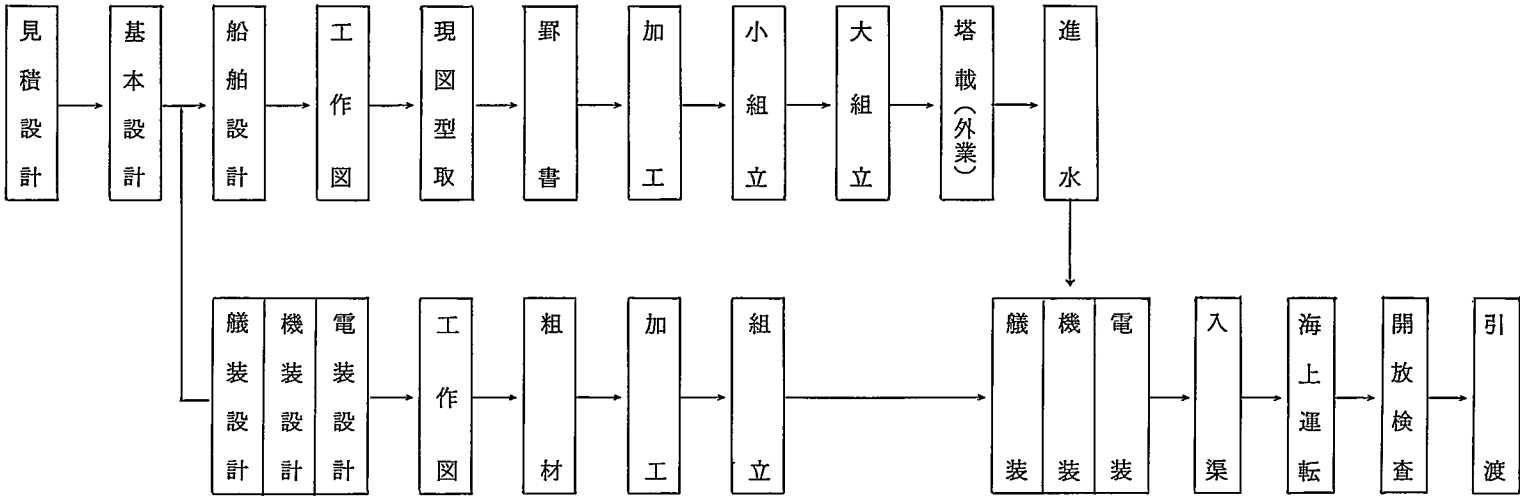 見積設計
基本設計
船舶設計
工作図
現図型取
罫書
加工
小組立
大組立
塔載(外業)
進水
艤装設計
機装設計
電装設計
工作図
粗材
加工
組立
艤装
機装
電装
入渠
海上運転
開放検査
引渡